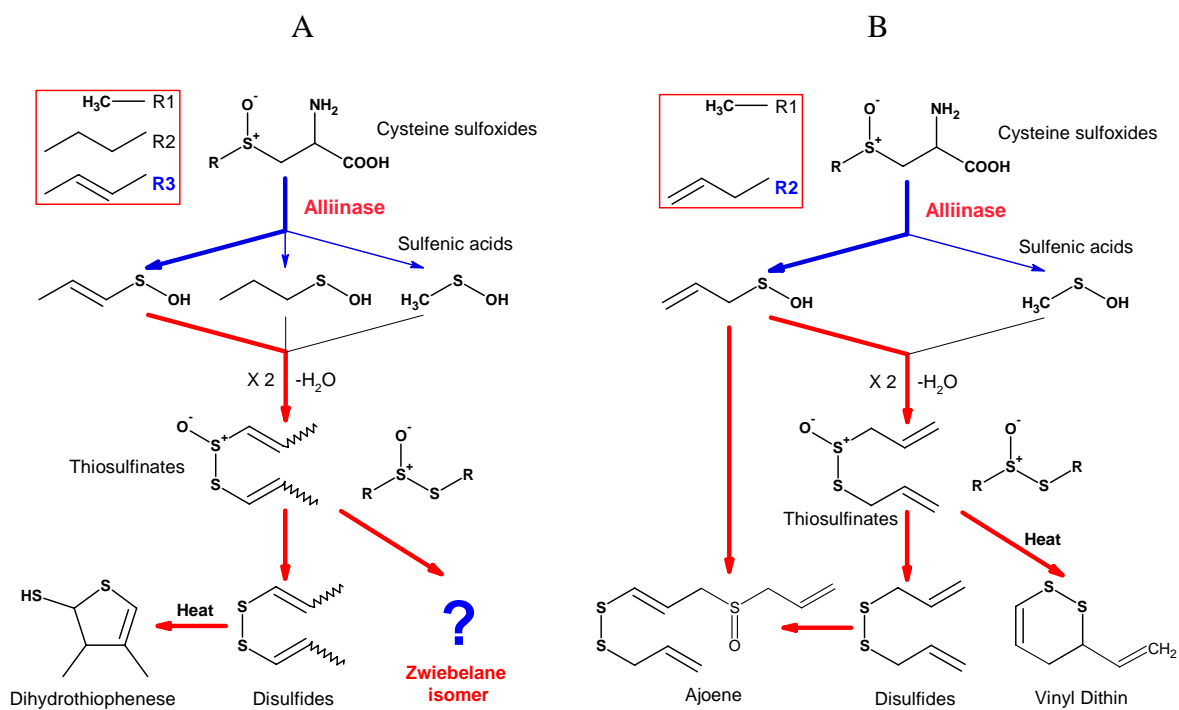 A
H₃C R1
R2
R3
O⁻
NH₂
S⁺
R
COOH
Cysteine sulfoxides
Alliinase
Sulfenic acids
S
OH
S
OH
H₃C
S
OH
X 2 -H₂O
O⁻
S⁺
S
Thiosulfinates
O⁻
S⁺
R
S
R
HS
S
Heat
S
S
?
Zwiebelane
isomer
Dihydrothiophenese
Disulfides
B
H₃C R1
R2
O⁻
NH₂
S⁺
R
COOH
Cysteine sulfoxides
Alliinase
Sulfenic acids
S
OH
H₃C
S
OH
X 2 -H₂O
O⁻
S⁺
S
Thiosulfinates
O⁻
S⁺
R
S
R
Heat
S
S
S
O
S
S
S
S
CH₂
Ajoene
Disulfides
Vinyl Dithin